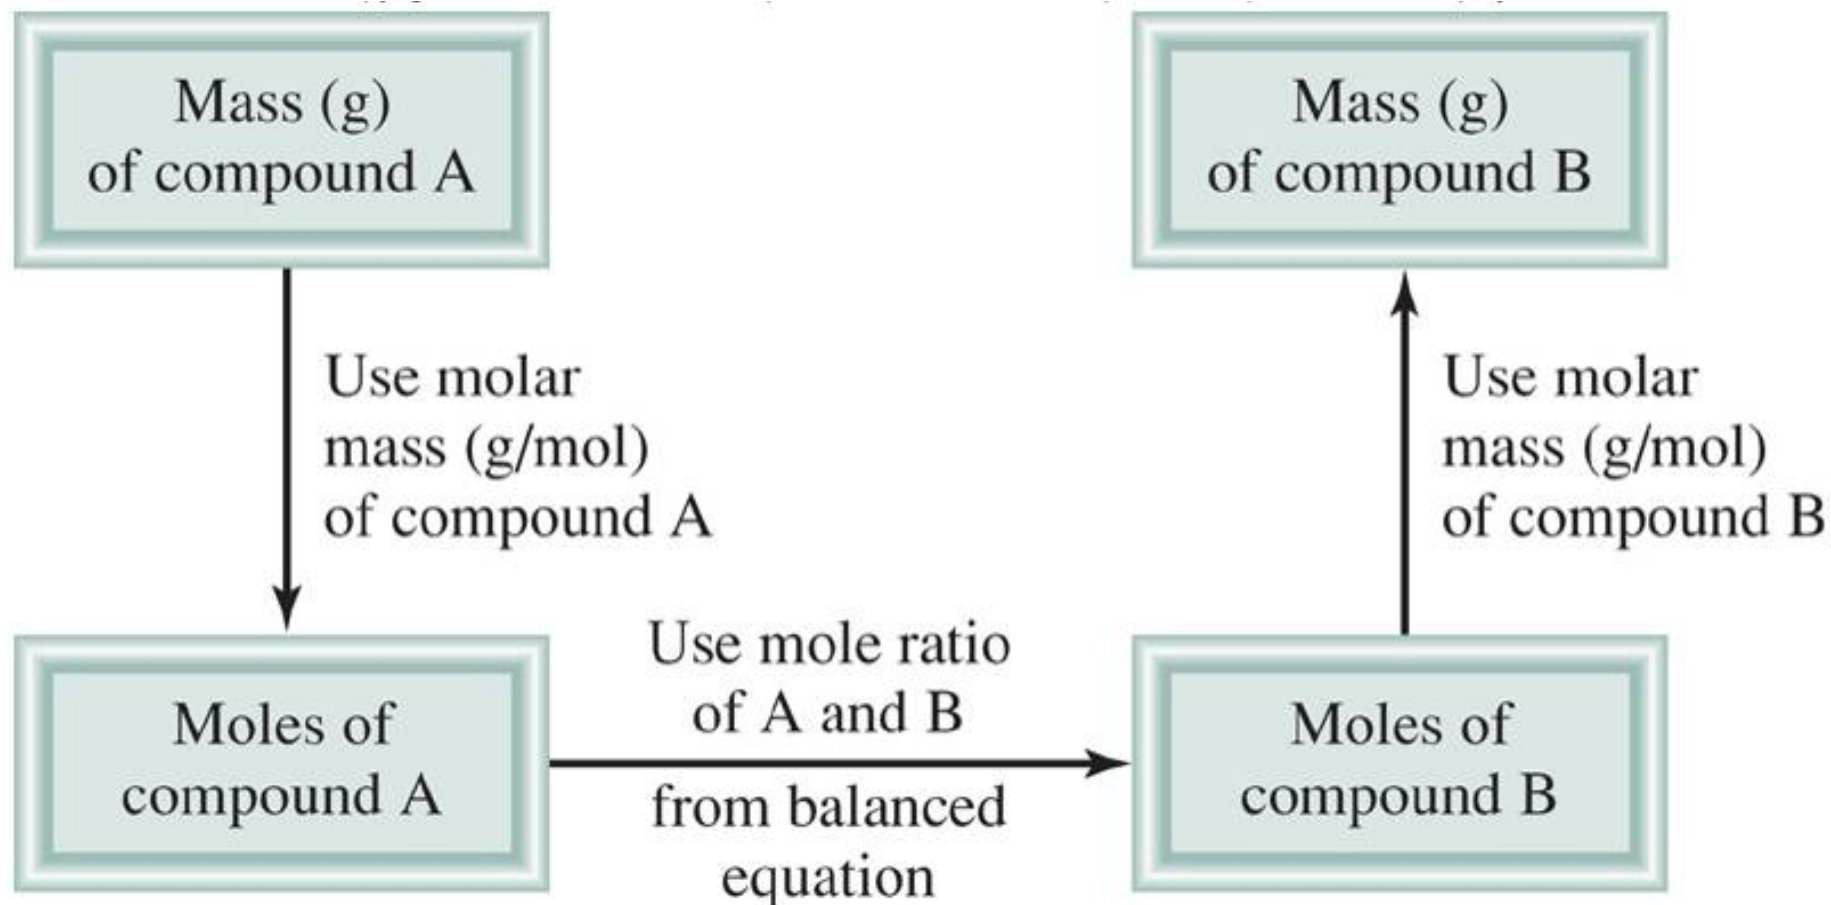 Mass (g)
of compound A
Mass (g)
of compound B
Use molar
mass (g/mol)
of compound A
Use molar
mass (g/mol)
of compound B
Moles of
compound A
Use mole ratio
of A and B
from balanced
equation
Moles of
compound B